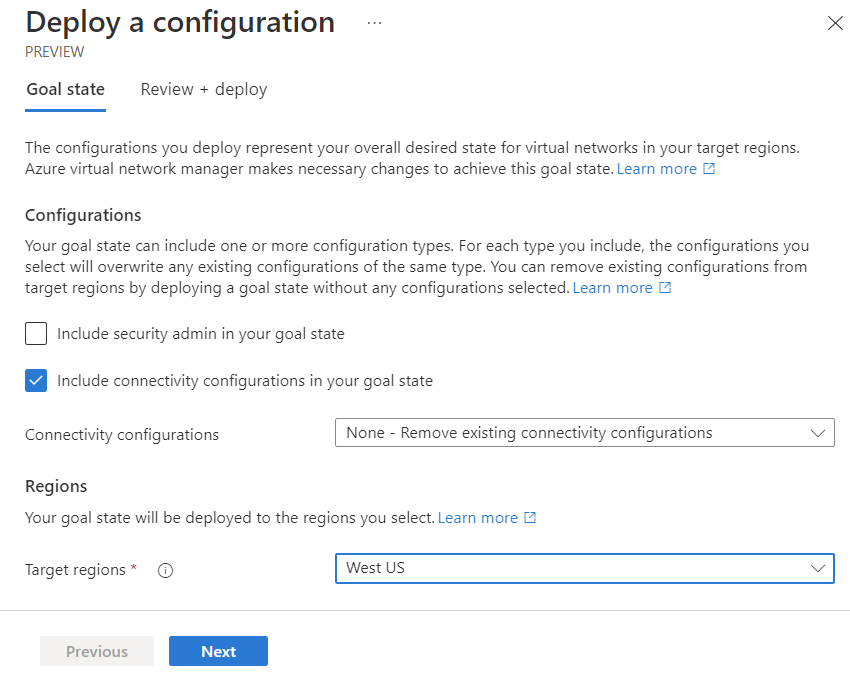 Deploy a configuration ...
PREVIEW
Goal state Review + deploy
The configurations you deploy represent your overall desired state for virtual networks in your target regions.
Azure virtual network manager makes necessary changes to achieve this goal state. Learn more
Configurations
Your goal state can include one or more configuration types. For each type you include, the configurations you
select will overwrite any existing configurations of the same type. You can remove existing configurations from
target regions by deploying a goal state without any configurations selected. Learn more
Include security admin in your goal state
Include connectivity configurations in your goal state
Connectivity configurations None - Remove existing connectivity configurations
Regions
Your goal state will be deployed to the regions you select. Learn more
Target regions * West US
Previous Next